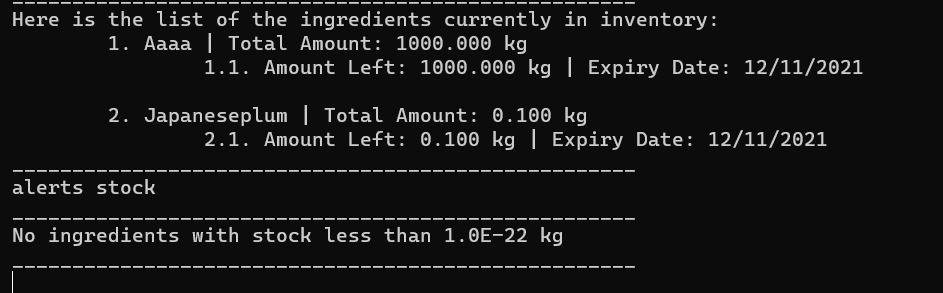 ____________________________________________________
Here is the list of the ingredients currently in inventory:
1. Aaaa | Total Amount: 1000.000 kg
1.1. Amount Left: 1000.000 kg | Expiry Date: 12/11/2021
2. Japaneseplum | Total Amount: 0.100 kg
2.1. Amount Left: 0.100 kg | Expiry Date: 12/11/2021
____________________________________________________
alerts stock
____________________________________________________
No ingredients with stock less than 1.0E-22 kg
____________________________________________________